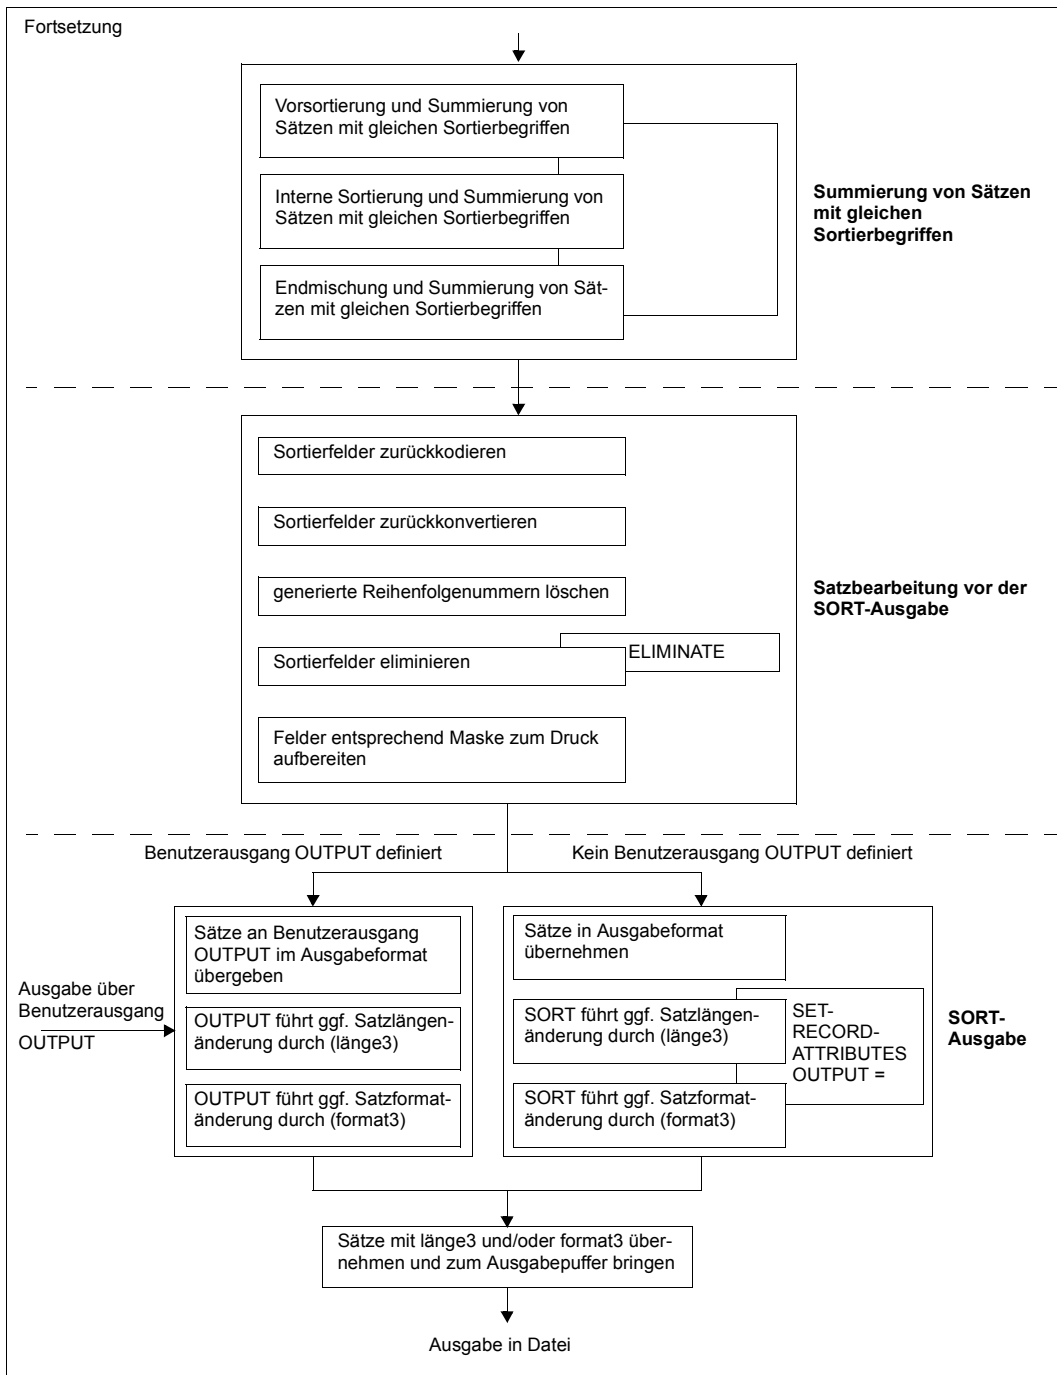 Fortsetzung
Vorsortierung und Summierung von
Sätzen mit gleichen Sortierbegriffen
Interne Sortierung und Summierung von
Sätzen mit gleichen Sortierbegriffen
Endmischung und Summierung von Sät-
zen mit gleichen Sortierbegriffen
Summierung von Sätzen
mit gleichen
Sortierbegriffen
Sortierfelder zurückkodieren
Sortierfelder zurückkonvertieren
generierte Reihenfolgenummern löschen
Sortierfelder eliminieren
ELIMINATE
Felder entsprechend Maske zum Druck
aufbereiten
Satzbearbeitung vor der
SORT-Ausgabe
Benutzerausgang OUTPUT definiert
Kein Benutzerausgang OUTPUT definiert
Ausgabe über
Benutzerausgang
OUTPUT
Sätze an Benutzerausgang
OUTPUT im Ausgabeformat
übergeben
OUTPUT führt ggf. Satzlängen-
änderung durch (länge3)
OUTPUT führt ggf. Satzformat-
änderung durch (format3)
Sätze in Ausgabeformat
übernehmen
SORT führt ggf. Satzlängen-
änderung durch (länge3)
SORT führt ggf. Satzformat-
änderung durch (format3)
SET-
RECORD-
ATTRIBUTES
OUTPUT =
SORT-
Ausgabe
Sätze mit länge3 und/oder format3 über-
nehmen und zum Ausgabepuffer bringen
Ausgabe in Datei